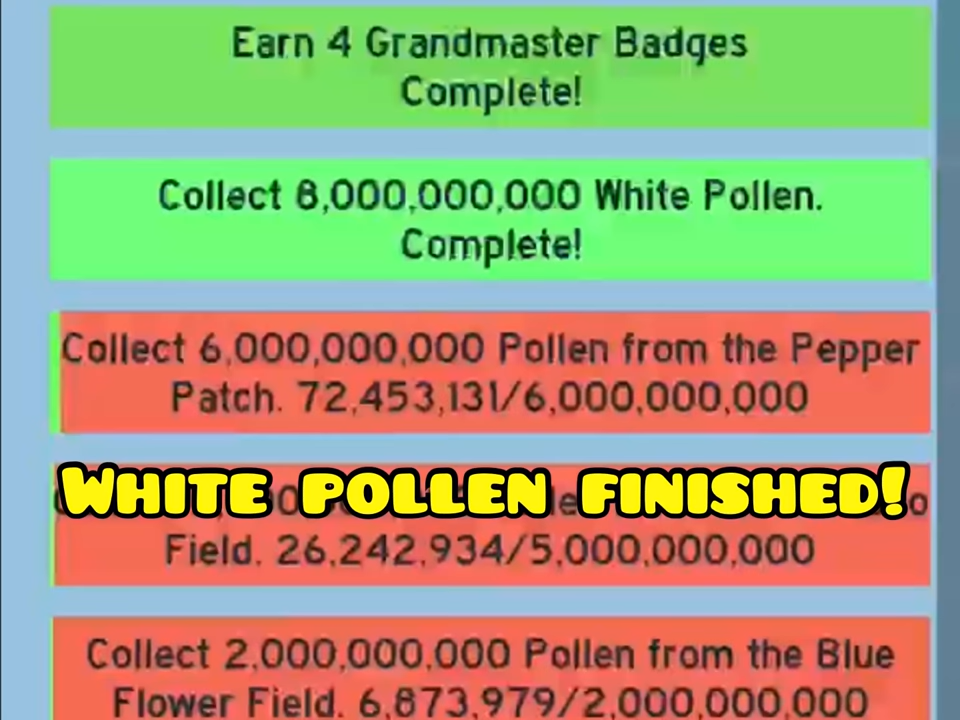 Earn 4 Grandmaster Badges
Complete!
Collect 8,000,000,000 White Pollen.
Complete!
Collect 6,000,000,000 Pollen from the Pepper
Patch. 72,453,131/6,000,000,000
White pollen finished!
Field. 26,242,934/5,000,000,000
Collect 2,000,000,000 Pollen from the Blue
Flower Field. 6,873,979/2,000,000,000